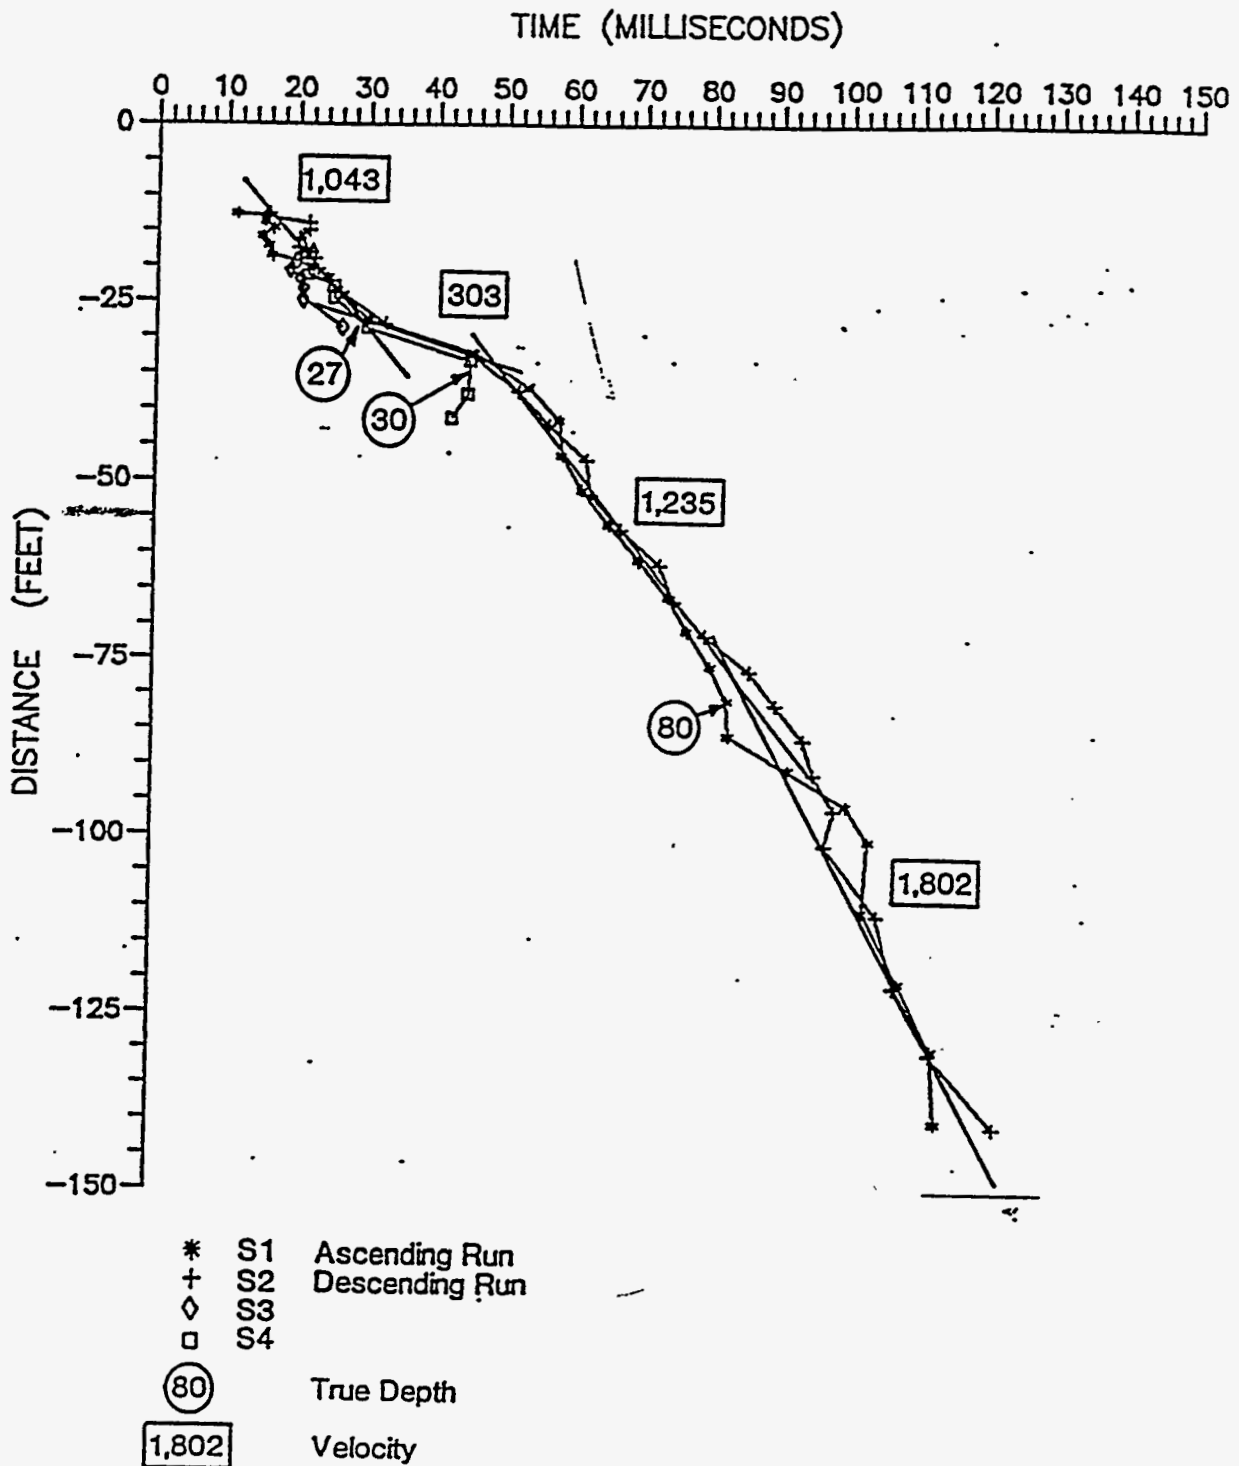 TIME (MILLISECONDS)
0 10 20 30 40 50 60 70 80 90 100 110 120 130 140 150
0
1,043
-25
303
27
30
-50
1,235
DISTANCE (FEET)
-75
80
-100
1,802
-125
-150
S1 Ascending Run
S2 Descending Run
S3
S4
80 True Depth
1,802 Velocity